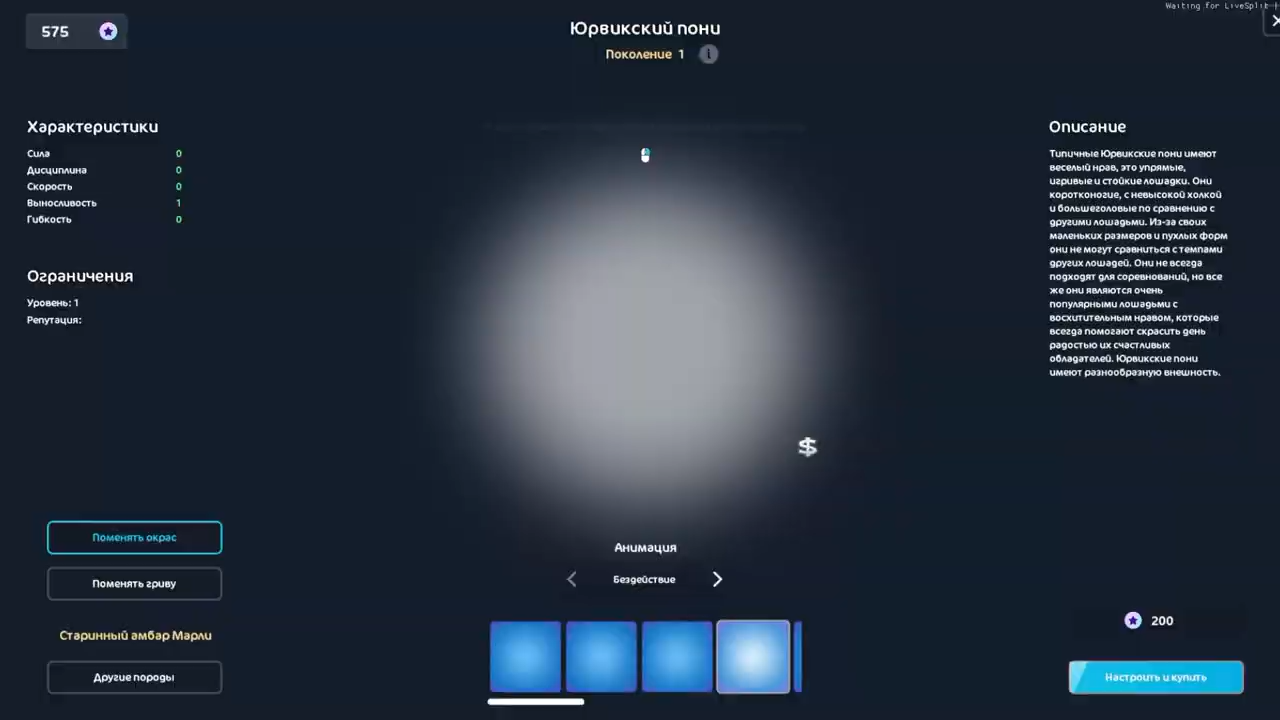 Waiting for LiveSplit
575
Юрвикский пони
Поколение 1
Характеристики
Сила 0
Дисциплина 0
Скорость 0
Выносливость 1
Гибкость 0
Ограничения
Уровень: 1
Репутация:
Описание
Типичные Юрвикские пони имеют
веселый нрав, это упрямые,
игривые и стойкие лошадки. Они
коротконогие, с невысокой холкой
и большеголовые по сравнению с
другими лошадьми. Из-за своих
маленьких размеров и пухлых форм
они не могут сравниться с темпами
других лошадей. Они не всегда
подходят для соревнований, но все
же они являются очень
популярными лошадьми с
восхитительным нравом, которые
всегда помогают скрасить день
радостью их счастливых
обладателей. Юрвикские пони
имеют разнообразную внешность.
$
Поменять окрас
Поменять гриву
Старинный амбар Марли
Другие породы
Анимация
Бездействие
200
Настроить и купить